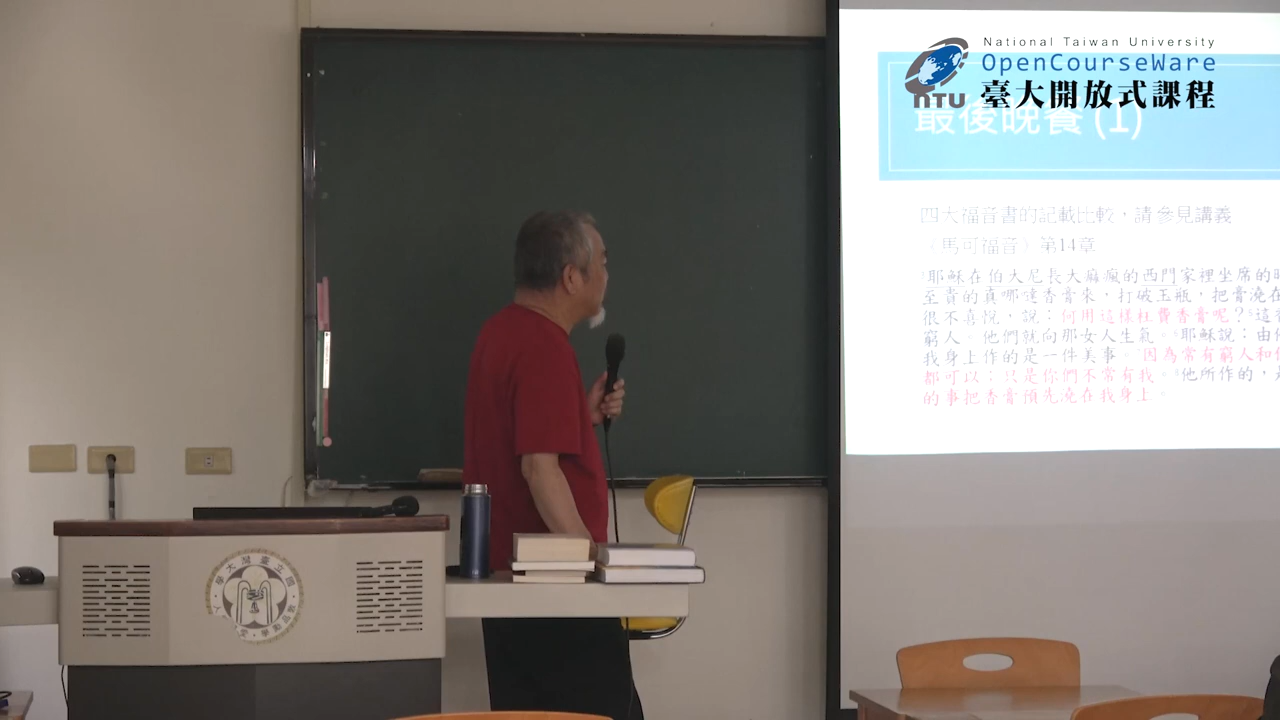 National Taiwan University
OpenCourseWare
NTU 臺大開放式課程
最後晚餐 (1)
四大福音書的記載比較，請參見講義
《馬可福音》第14章
耶穌在伯大尼長大痲瘋的西門家裡坐席的時
至貴的真哪噠香膏來，打破玉瓶，把膏澆在
很不喜悅，說：何用這樣枉費香膏呢？這香
窮人。他們就向那女人生氣。耶穌說：由他
我身上作的是一件美事。因為常有窮人和你
都可以；只是你們不常有我。他所作的，是
的事把香膏預先澆在我身上。